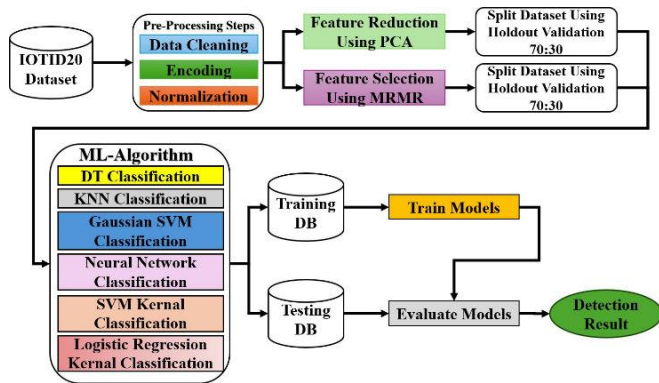 IOTID20
Dataset
Pre-Processing Steps
Data Cleaning
Encoding
Normalization
Feature Reduction
Using PCA
Split Dataset Using
Holdout Validation
70:30
Feature Selection
Using MRMR
Split Dataset Using
Holdout Validation
70:30
ML-Algorithm
DT Classification
KNN Classification
Gaussian SVM
Classification
Neural Network
Classification
SVM Kernal
Classification
Logistic Regression
Kernal Classification
Training
DB
Train Models
Testing
DB
Evaluate Models
Detection
Result